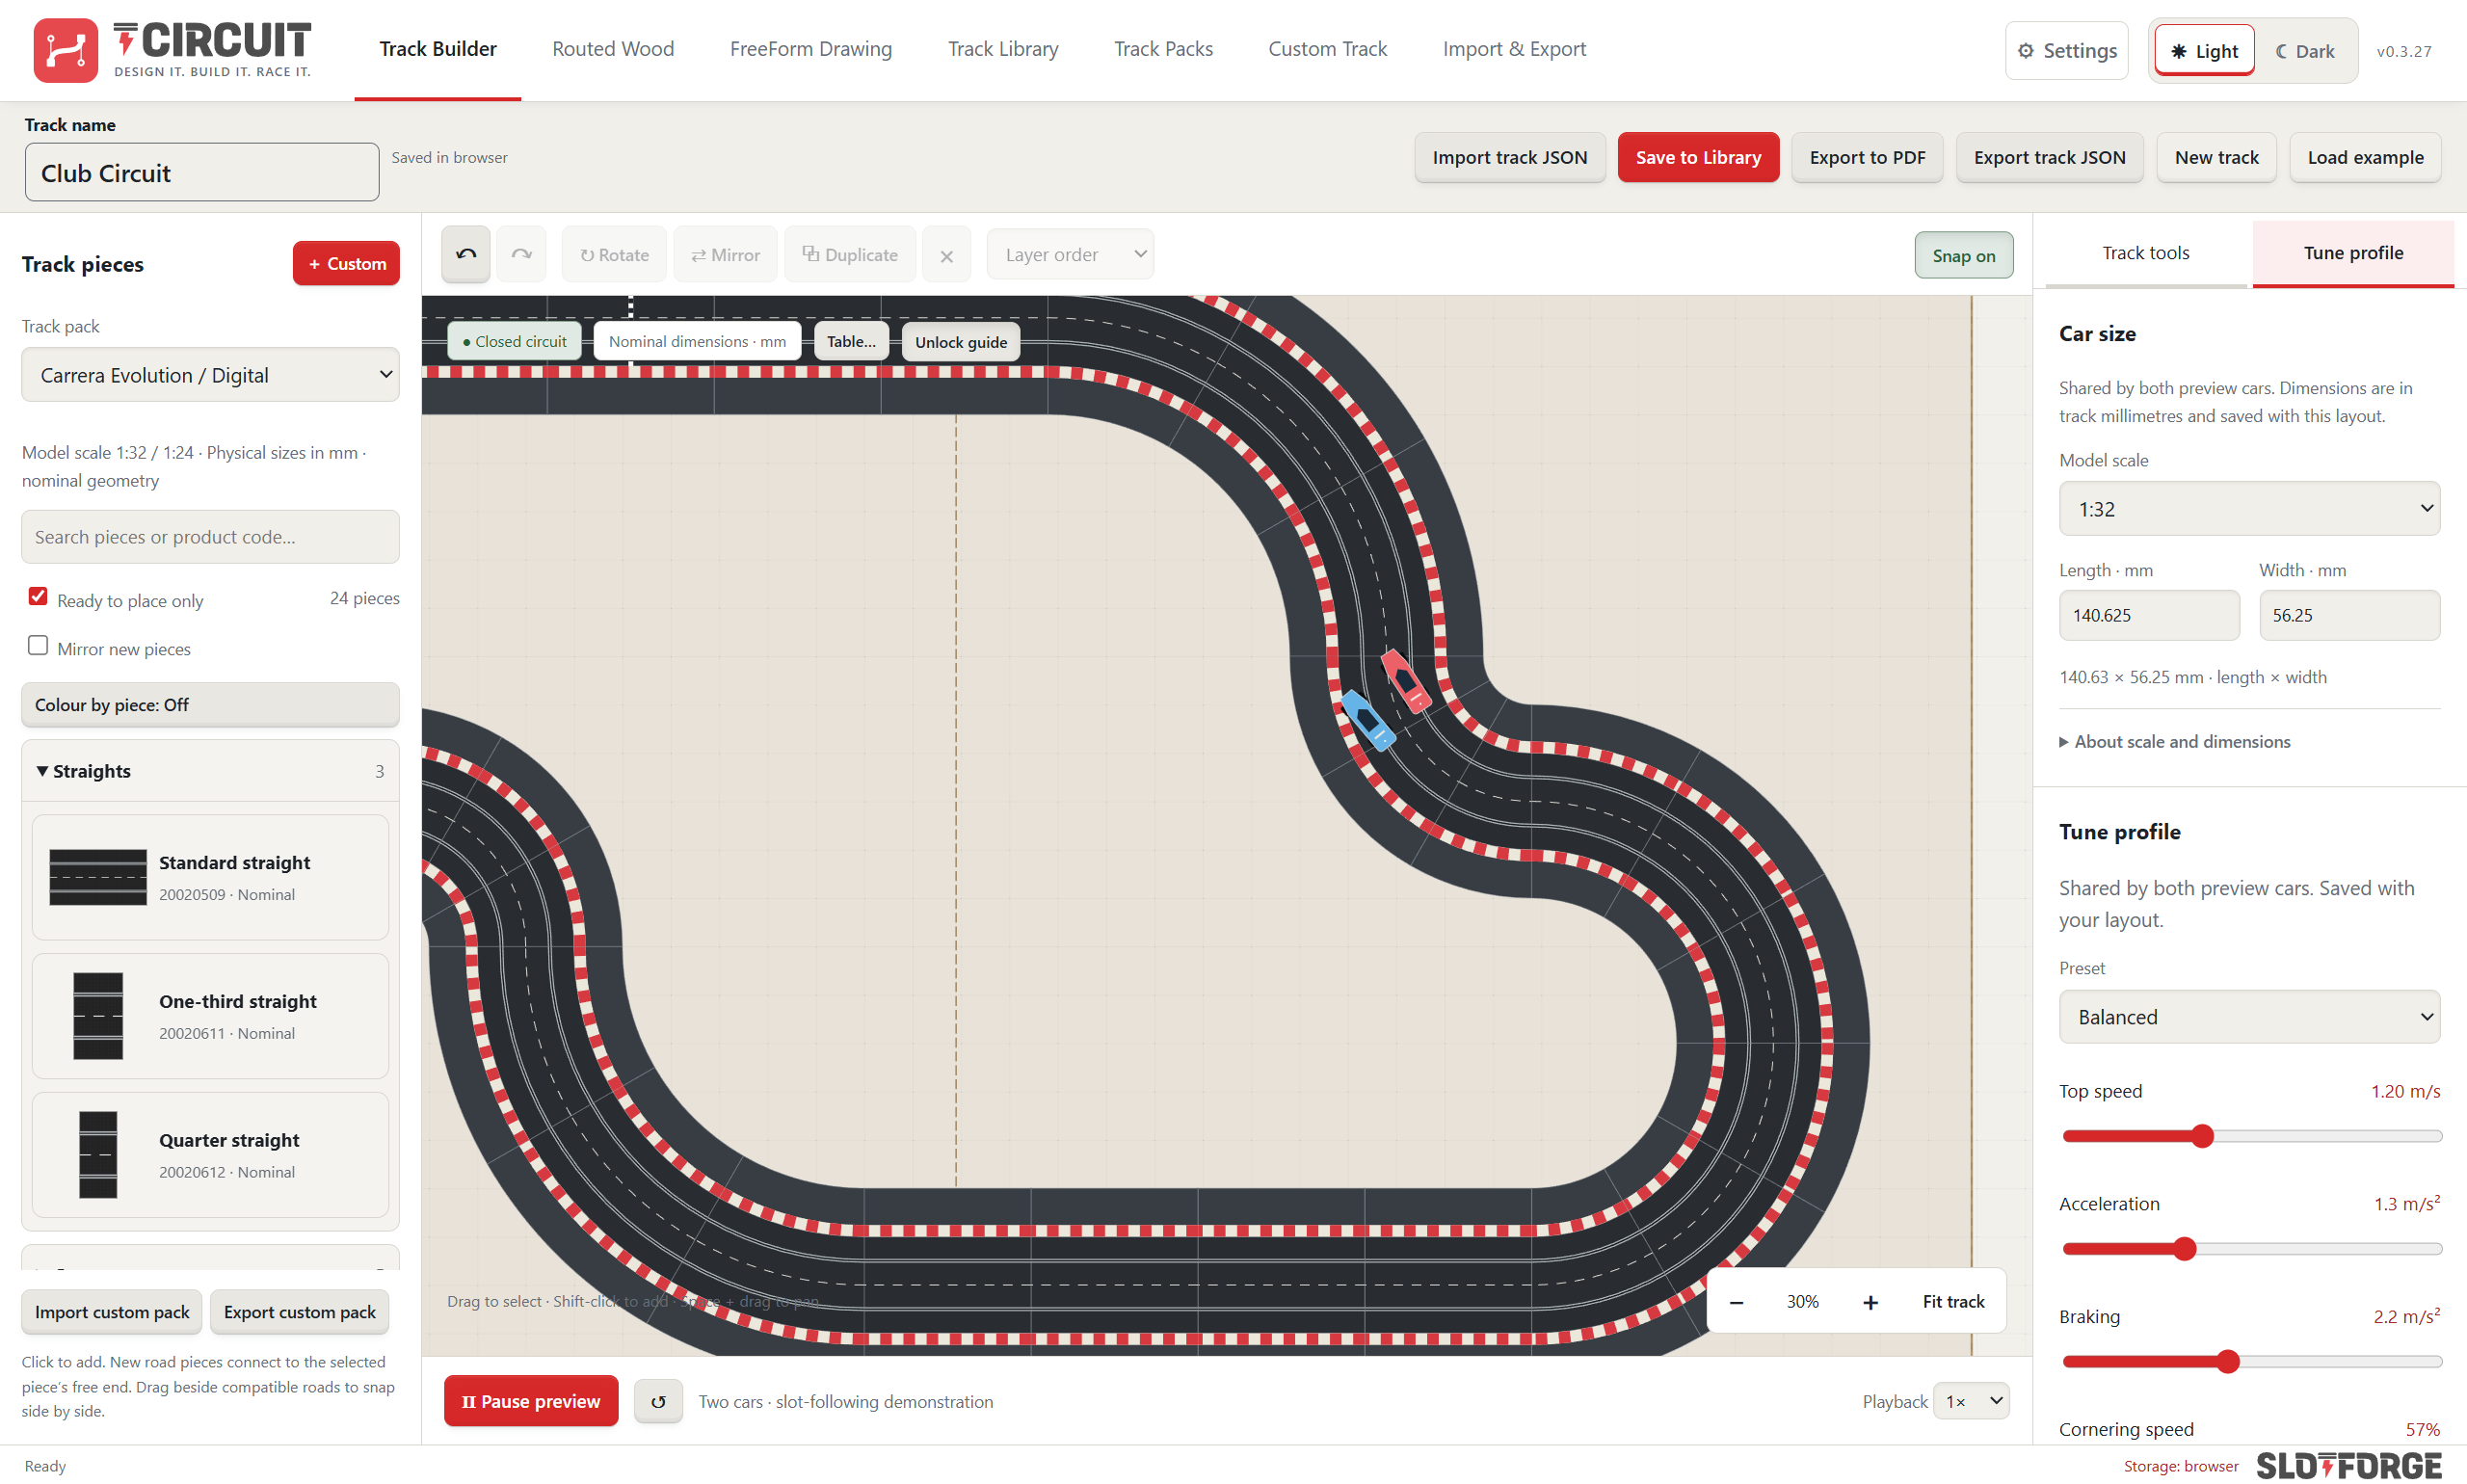 CIRCUIT
DESIGN IT. BUILD IT. RACE IT.
Track Builder
Routed Wood
FreeForm Drawing
Track Library
Track Packs
Custom Track
Import & Export
Settings
Light
Dark
v0.3.27
Track name
Club Circuit
Saved in browser
Import track JSON
Save to Library
Export to PDF
Export track JSON
New track
Load example
Track pieces
+ Custom
Track pack
Carrera Evolution / Digital
Model scale 1:32 / 1:24 · Physical sizes in mm ·
nominal geometry
Search pieces or product code...
Ready to place only
24 pieces
Mirror new pieces
Colour by piece: Off
Straights
3
Standard straight
20020509 · Nominal
One-third straight
20020611 · Nominal
Quarter straight
20020612 · Nominal
Import custom pack
Export custom pack
Click to add. New road pieces connect to the selected
piece's free end. Drag beside compatible roads to snap
side by side.
Rotate
Mirror
Duplicate
Layer order
Snap on
Closed circuit
Nominal dimensions · mm
Table...
Unlock guide
Drag to select · Shift-click to add · Space + drag to pan
30%
Fit track
Pause preview
Two cars · slot-following demonstration
Playback
1×
Track tools
Tune profile
Car size
Shared by both preview cars. Dimensions are in
track millimetres and saved with this layout.
Model scale
1:32
Length · mm
Width · mm
140.625
56.25
140.63 × 56.25 mm · length × width
About scale and dimensions
Tune profile
Shared by both preview cars. Saved with
your layout.
Preset
Balanced
Top speed
1.20 m/s
Acceleration
1.3 m/s²
Braking
2.2 m/s²
Cornering speed
57%
Ready
Storage: browser
SLOTFORGE